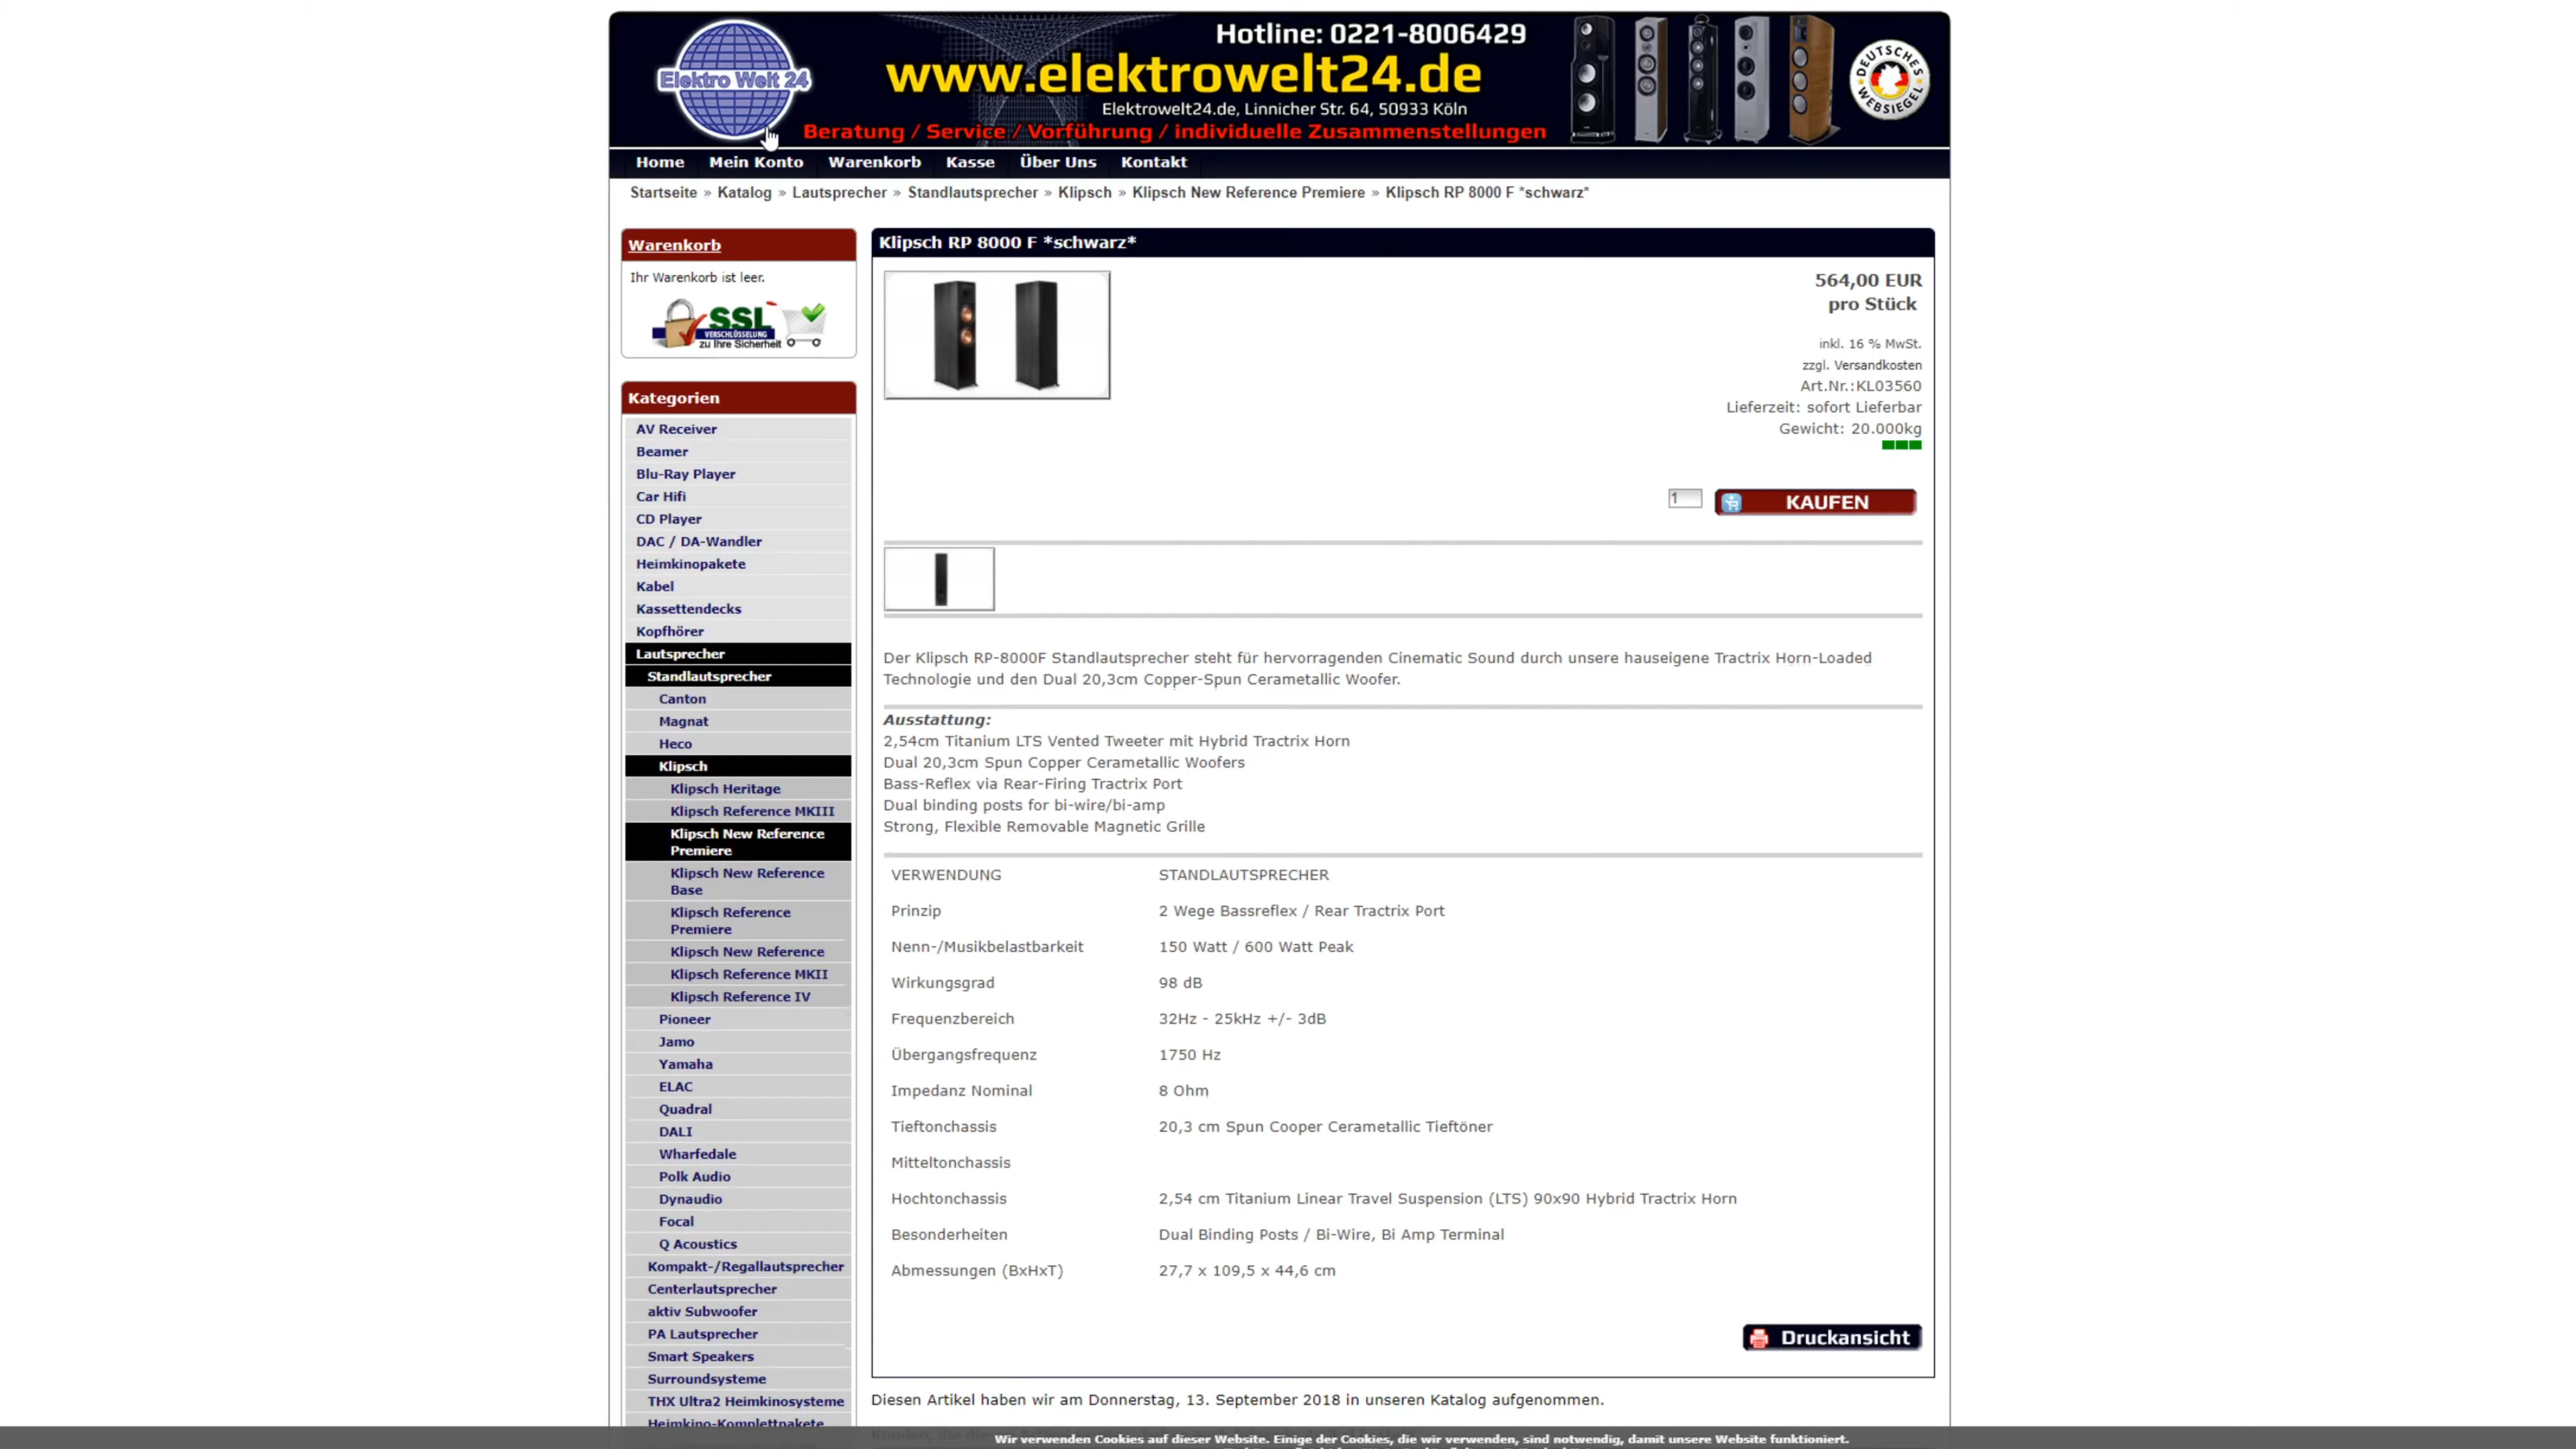 Hotline: 0221-8006429
Elektro Welt 24
www.elektrowelt24.de
DEUTSCHES WEBSIEGEL
Elektrowelt24.de, Linnicher Str. 64, 50933 Köln
Beratung / Service / Vorführung / individuelle Zusammenstellungen
Home Mein Konto Warenkorb Kasse Über Uns Kontakt
Startseite » Katalog » Lautsprecher » Standlautsprecher » Klipsch » Klipsch New Reference Premiere » Klipsch RP 8000 F *schwarz*
Warenkorb
Ihr Warenkorb ist leer.
SSL
VERSCHLÜSSELUNG
zu Ihre Sicherheit
Kategorien
AV Receiver
Beamer
Blu-Ray Player
Car Hifi
CD Player
DAC / DA-Wandler
Heimkinopakete
Kabel
Kassettendecks
Kopfhörer
Lautsprecher
Standlautsprecher
Canton
Magnat
Heco
Klipsch
Klipsch Heritage
Klipsch Reference MKIII
Klipsch New Reference
Premiere
Klipsch New Reference
Base
Klipsch Reference
Premiere
Klipsch New Reference
Klipsch Reference MKII
Klipsch Reference IV
Pioneer
Jamo
Yamaha
ELAC
Quadral
DALI
Wharfedale
Polk Audio
Dynaudio
Focal
Q Acoustics
Kompakt-/Regallautsprecher
Centerlautsprecher
aktiv Subwoofer
PA Lautsprecher
Smart Speakers
Surroundsysteme
THX Ultra2 Heimkinosysteme
Heimkino-Komplettpakete
Klipsch RP 8000 F *schwarz*
564,00 EUR
pro Stück
inkl. 16 % MwSt.
zzgl. Versandkosten
Art.Nr.:KL03560
Lieferzeit: sofort Lieferbar
Gewicht: 20.000kg
1 KAUFEN
Der Klipsch RP-8000F Standlautsprecher steht für hervorragenden Cinematic Sound durch unsere hauseigene Tractrix Horn-Loaded
Technologie und den Dual 20,3cm Copper-Spun Cerametallic Woofer.
Ausstattung:
2,54cm Titanium LTS Vented Tweeter mit Hybrid Tractrix Horn
Dual 20,3cm Spun Copper Cerametallic Woofers
Bass-Reflex via Rear-Firing Tractrix Port
Dual binding posts for bi-wire/bi-amp
Strong, Flexible Removable Magnetic Grille
VERWENDUNG STANDLAUTSPRECHER
Prinzip 2 Wege Bassreflex / Rear Tractrix Port
Nenn-/Musikbelastbarkeit 150 Watt / 600 Watt Peak
Wirkungsgrad 98 dB
Frequenzbereich 32Hz - 25kHz +/- 3dB
Übergangsfrequenz 1750 Hz
Impedanz Nominal 8 Ohm
Tieftonchassis 20,3 cm Spun Cooper Cerametallic Tieftöner
Mitteltonchassis
Hochtonchassis 2,54 cm Titanium Linear Travel Suspension (LTS) 90x90 Hybrid Tractrix Horn
Besonderheiten Dual Binding Posts / Bi-Wire, Bi Amp Terminal
Abmessungen (BxHxT) 27,7 x 109,5 x 44,6 cm
Druckansicht
Diesen Artikel haben wir am Donnerstag, 13. September 2018 in unseren Katalog aufgenommen.
Wir verwenden Cookies auf dieser Website. Einige der Cookies, die wir verwenden, sind notwendig, damit unsere Website funktioniert.